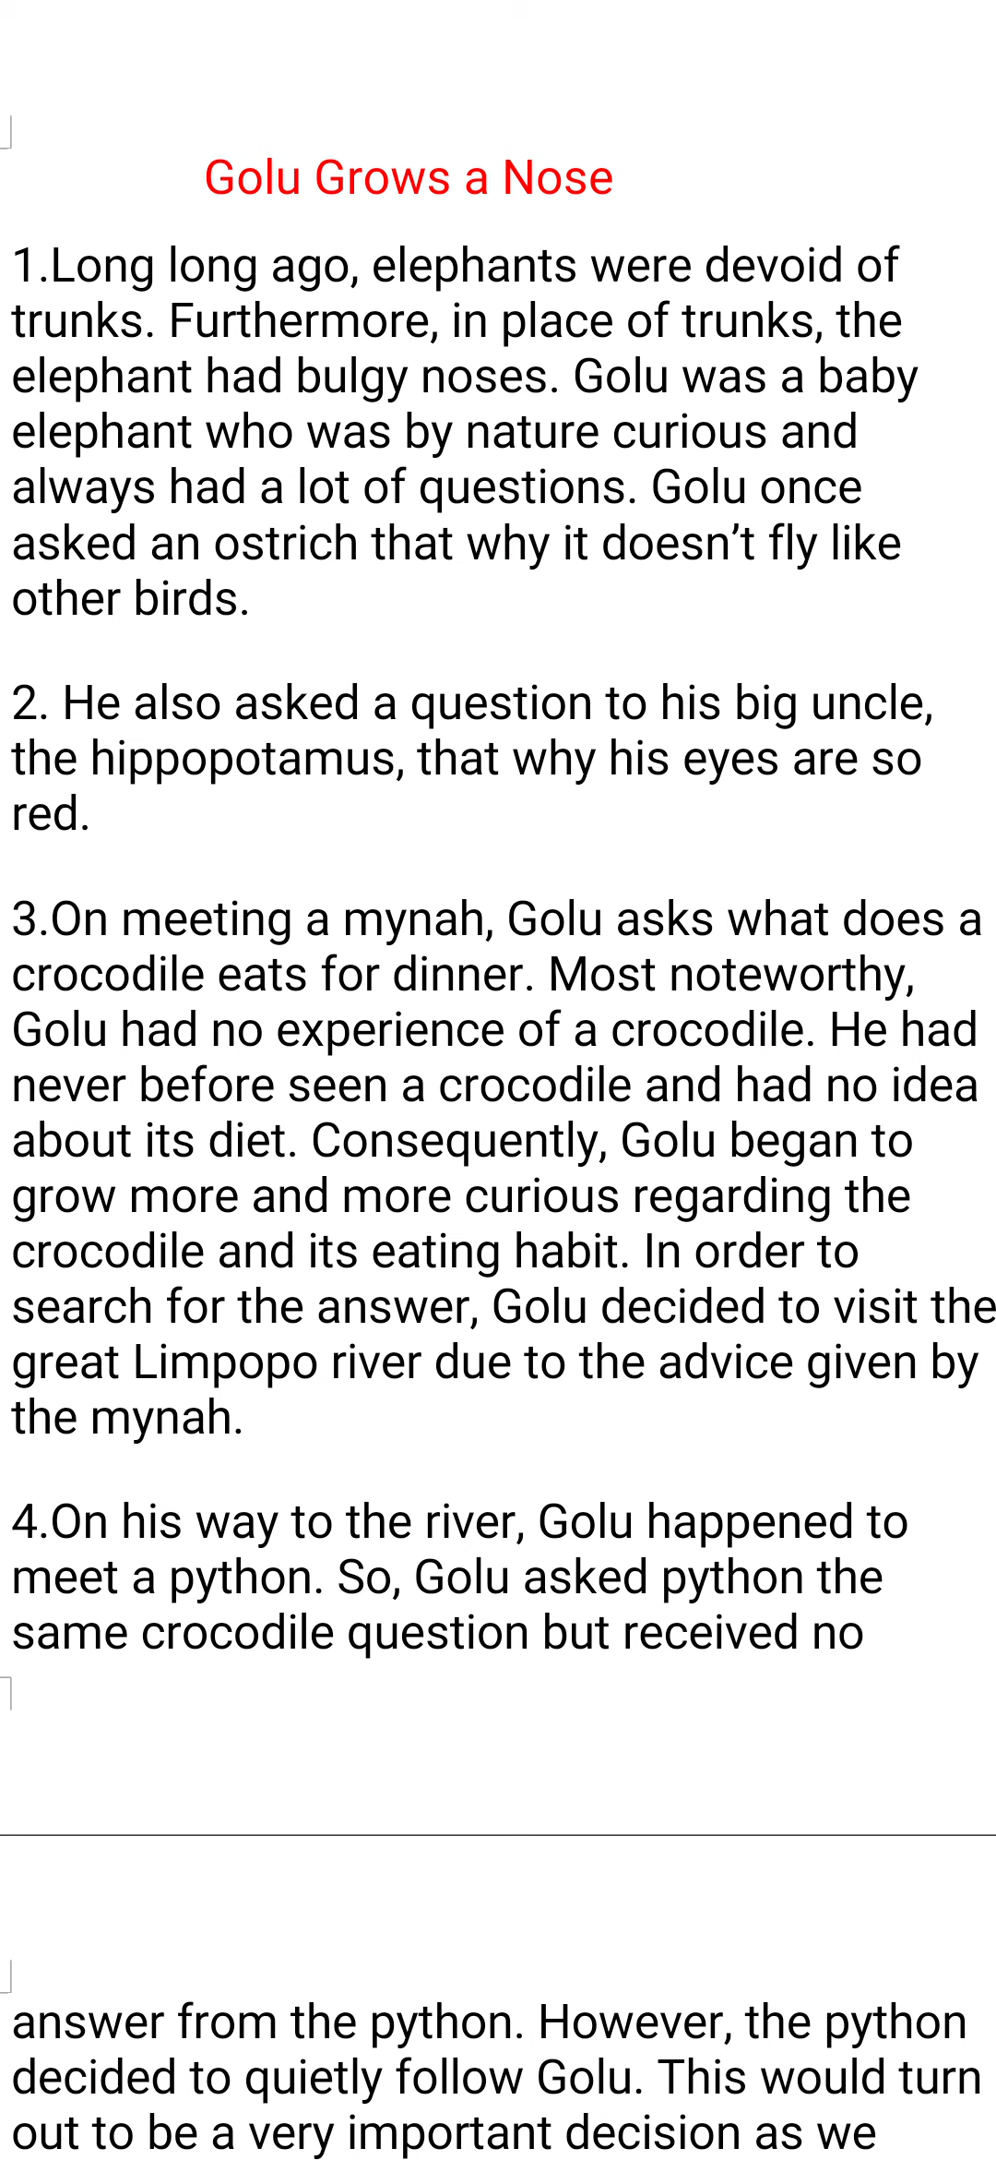 Golu Grows a Nose
1.Long long ago, elephants were devoid of
trunks. Furthermore, in place of trunks, the
elephant had bulgy noses. Golu was a baby
elephant who was by nature curious and
always had a lot of questions. Golu once
asked an ostrich that why it doesn’t fly like
other birds.
2. He also asked a question to his big uncle,
the hippopotamus, that why his eyes are so
red.
3.On meeting a mynah, Golu asks what does a
crocodile eats for dinner. Most noteworthy,
Golu had no experience of a crocodile. He had
never before seen a crocodile and had no idea
about its diet. Consequently, Golu began to
grow more and more curious regarding the
crocodile and its eating habit. In order to
search for the answer, Golu decided to visit the
great Limpopo river due to the advice given by
the mynah.
4.On his way to the river, Golu happened to
meet a python. So, Golu asked python the
same crocodile question but received no
answer from the python. However, the python
decided to quietly follow Golu. This would turn
out to be a very important decision as we